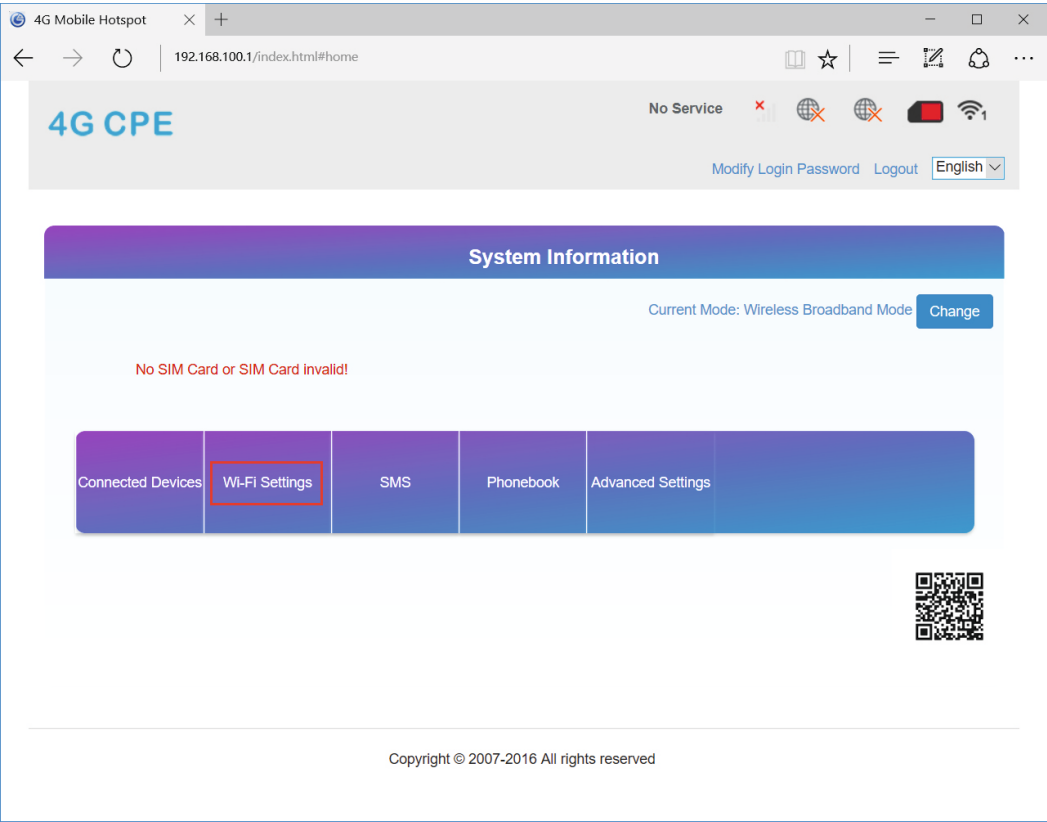 4G Mobile Hotspot
192.168.100.1/index.html#home
4G CPE
No Service
1
Modify Login Password Logout English
System Information
Current Mode: Wireless Broadband Mode Change
No SIM Card or SIM Card invalid!
Connected Devices Wi-Fi Settings SMS Phonebook Advanced Settings
Copyright © 2007-2016 All rights reserved